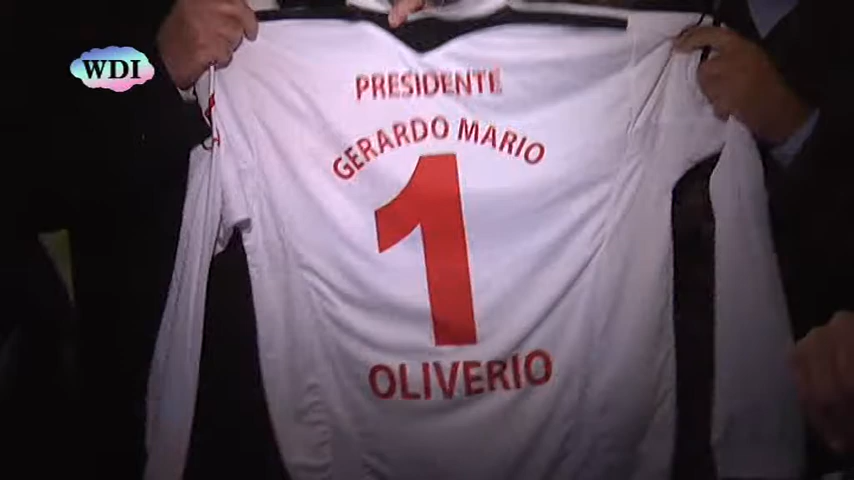 WDI
PRESIDENTE
GERARDO MARIO
1
OLIVERIO